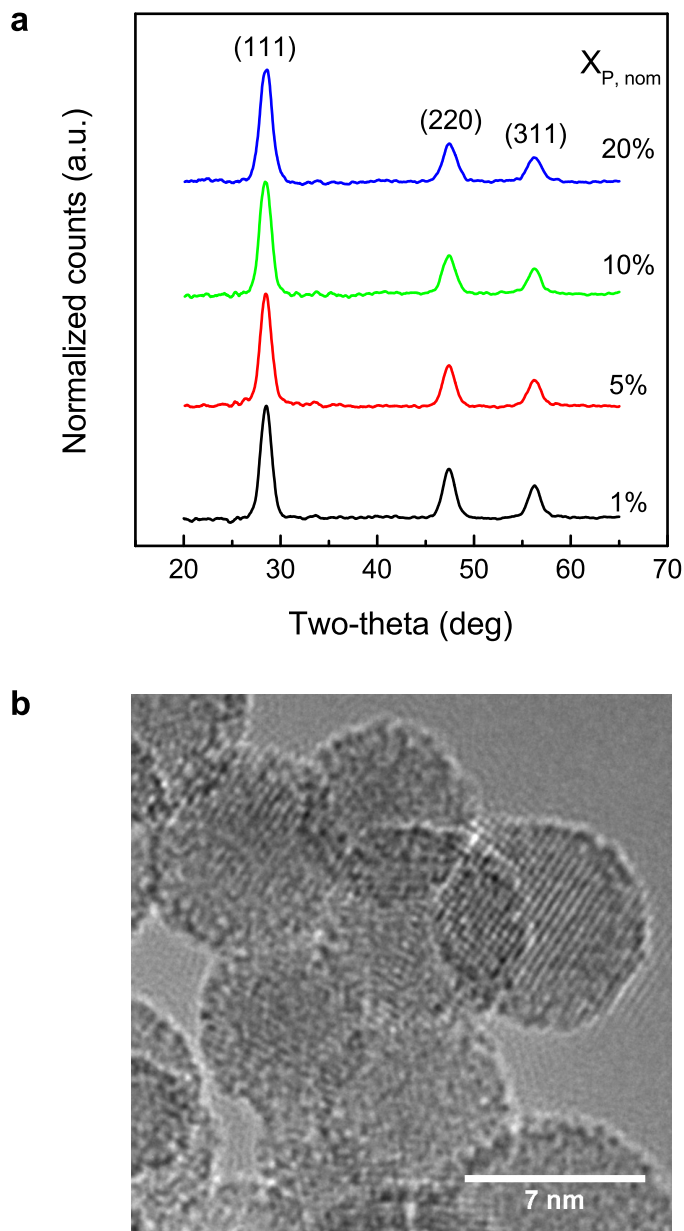 a
(111)
X P, nom
(220)
(311)
20%
10%
5%
1%
Normalized counts (a.u.)
20 30 40 50 60 70
Two-theta (deg)
b
7 nm